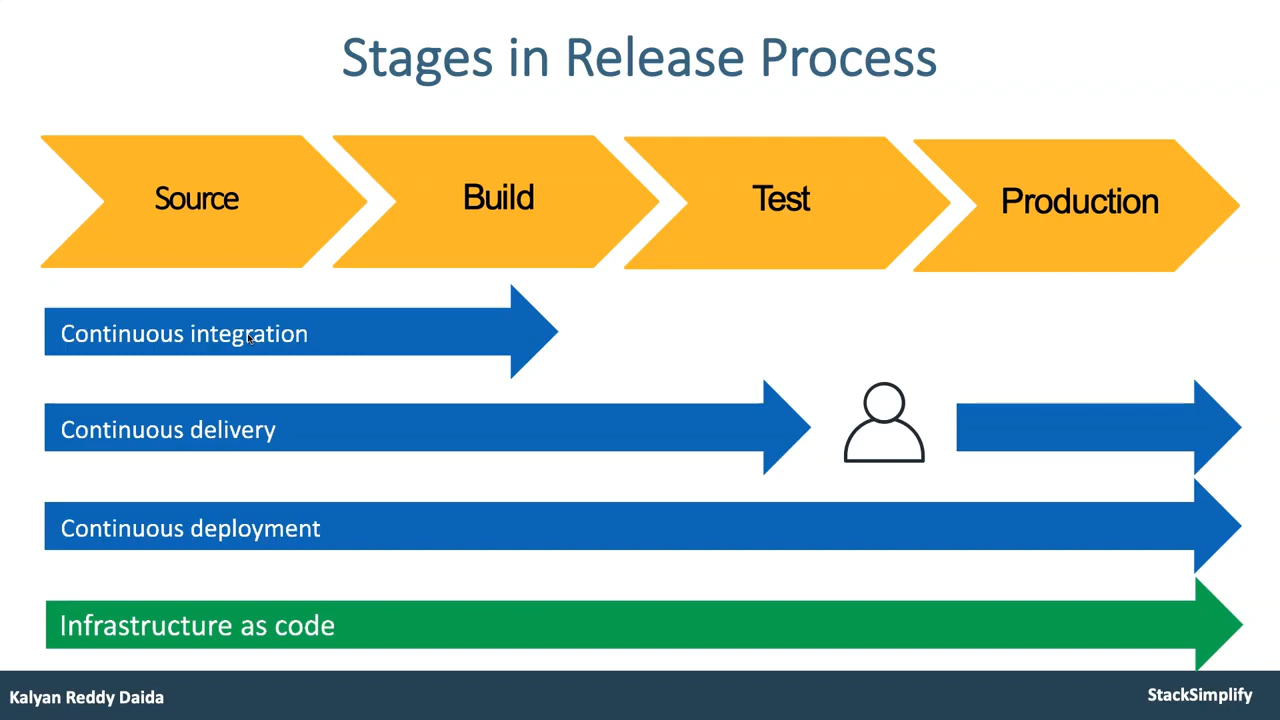 Stages in Release Process
Source
Build
Test
Production
Continuous integration
Continuous delivery
Continuous deployment
Infrastructure as code
Kalyan Reddy Daida
StackSimplify